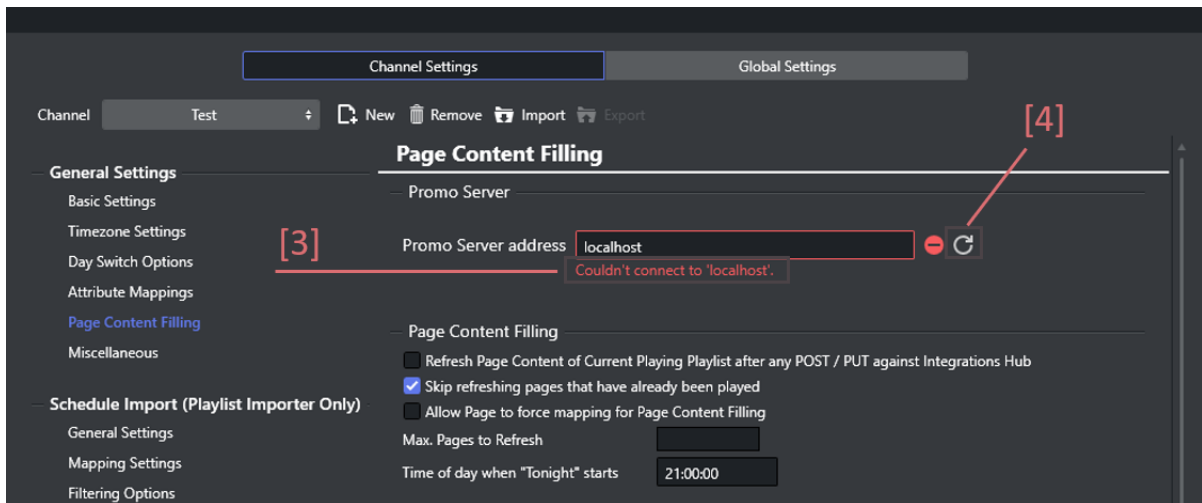 Channel Settings
Global Settings
Channel
Test
New
Remove
Import
Export
[4]
General Settings
Basic Settings
Timezone Settings
Day Switch Options
Attribute Mappings
Page Content Filling
Miscellaneous
Schedule Import (Playlist Importer Only)
General Settings
Mapping Settings
Filtering Options
Page Content Filling
Promo Server
[3]
Promo Server address
localhost
Couldn't connect to 'localhost'.
Page Content Filling
Refresh Page Content of Current Playing Playlist after any POST / PUT against Integrations Hub
Skip refreshing pages that have already been played
Allow Page to force mapping for Page Content Filling
Max. Pages to Refresh
Time of day when "Tonight" starts
21:00:00